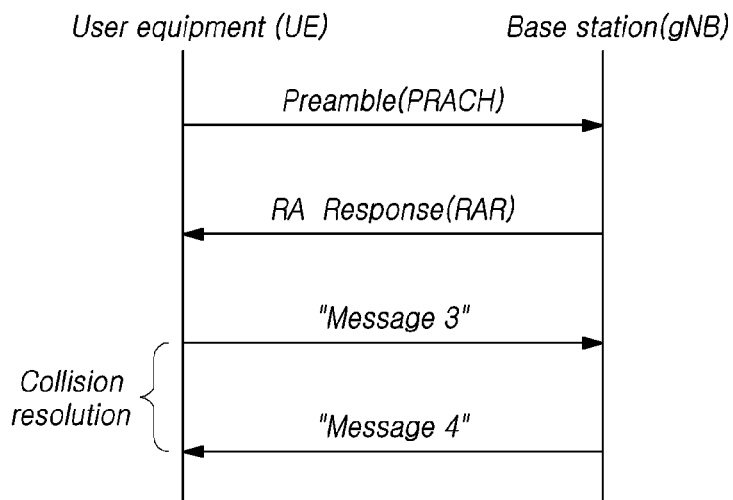 User equipment (UE) Base station(gNB)
Preamble(PRACH)
RA Response(RAR)
"Message 3"
Collision
resolution
"Message 4"